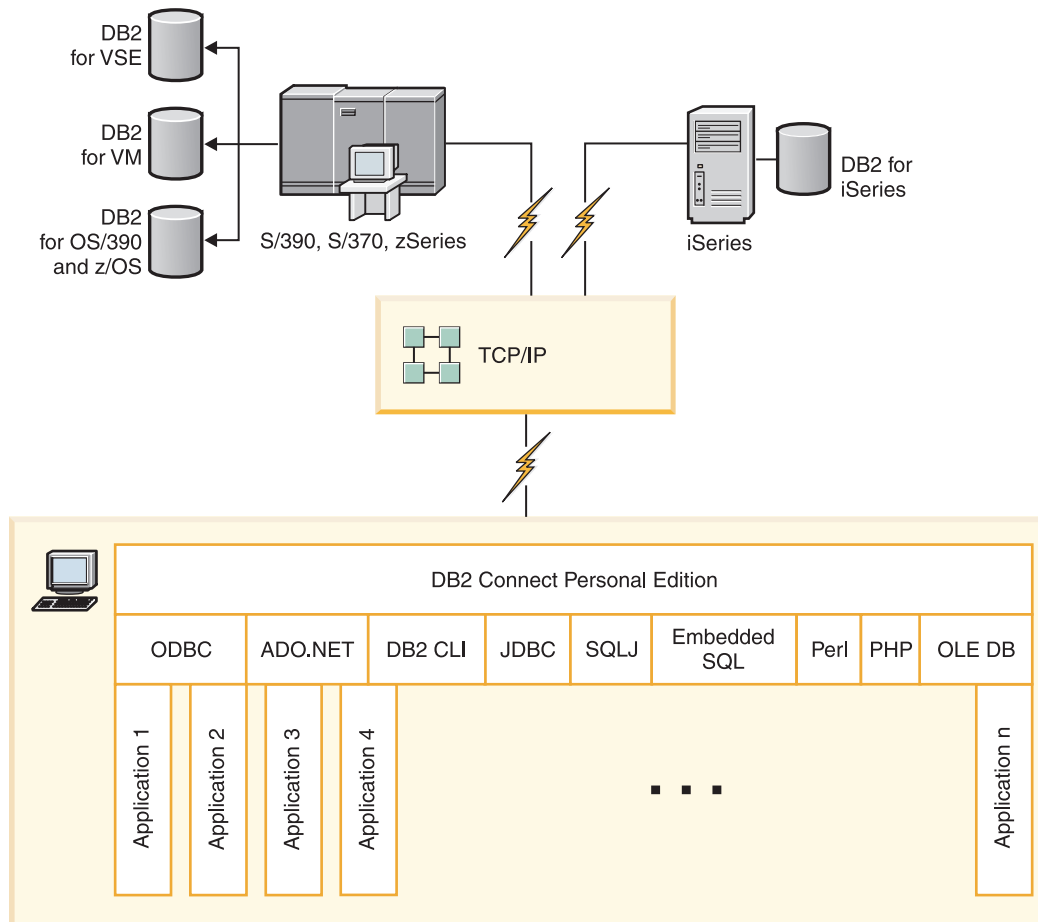 DB2
for VSE
DB2
for VM
DB2
for OS/390
and z/OS
S/390, S/370, zSeries
iSeries
DB2 for
iSeries
TCP/IP
DB2 Connect Personal Edition
ODBC
ADO.NET
DB2 CLI
JDBC
SQLJ
Embedded
SQL
Perl
PHP
OLE DB
Application 1
Application 2
Application 3
Application 4
. . .
Application n